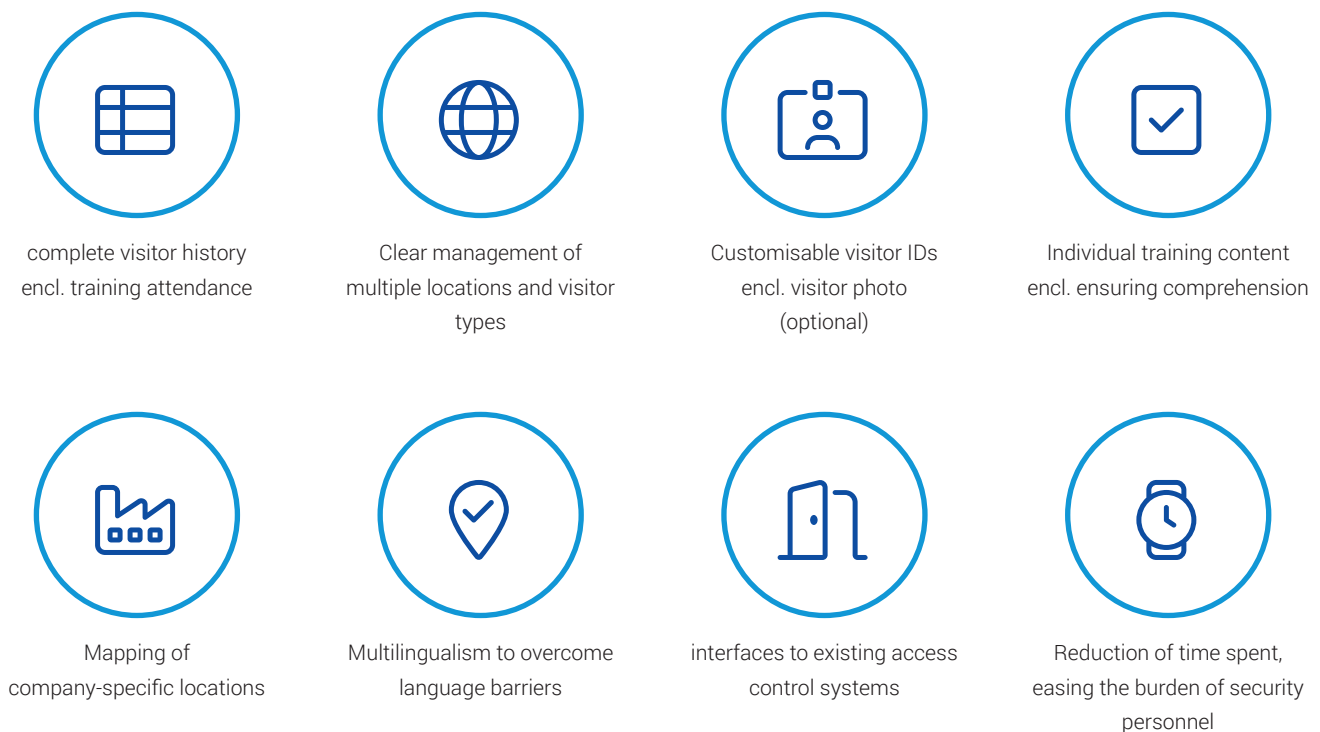 complete visitor history
encl. training attendance
Clear management of
multiple locations and visitor
types
Customisable visitor IDs
encl. visitor photo
(optional)
Individual training content
encl. ensuring comprehension
Mapping of
company-specific locations
Multilingualism to overcome
language barriers
interfaces to existing access
control systems
Reduction of time spent,
easing the burden of security
personnel